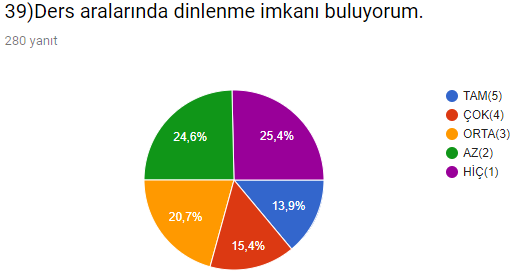 39)Ders aralarında dinlenme imkanı buluyorum.
280 yanıt
24,6%
25,4%
20,7%
15,4%
13,9%
TAM(5)
ÇOK(4)
ORTA(3)
AZ(2)
HİÇ(1)